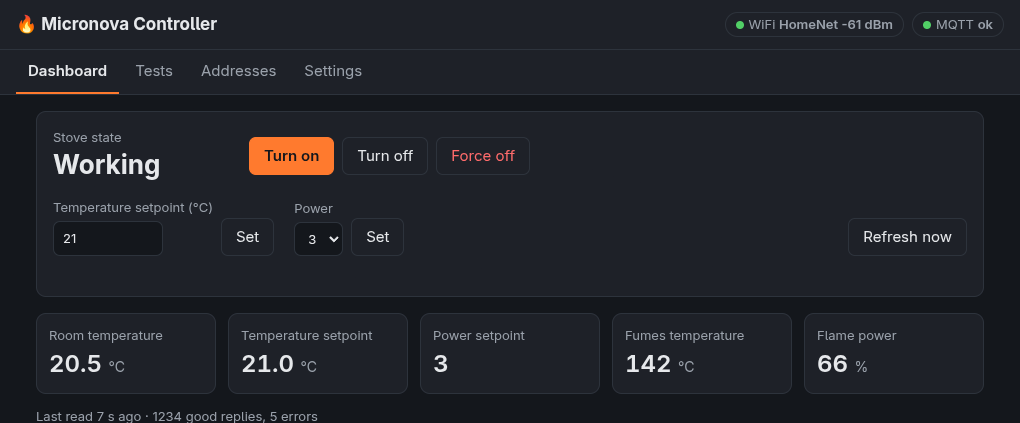 🔥 Micronova Controller
WiFi HomeNet -61 dBm
MQTT ok
Dashboard Tests Addresses Settings
Stove state
Working
Turn on Turn off Force off
Temperature setpoint (°C) Power
21 Set 3 Set Refresh now
Room temperature
20.5 °C
Temperature setpoint
21.0 °C
Power setpoint
3
Fumes temperature
142 °C
Flame power
66 %
Last read 7 s ago · 1234 good replies, 5 errors